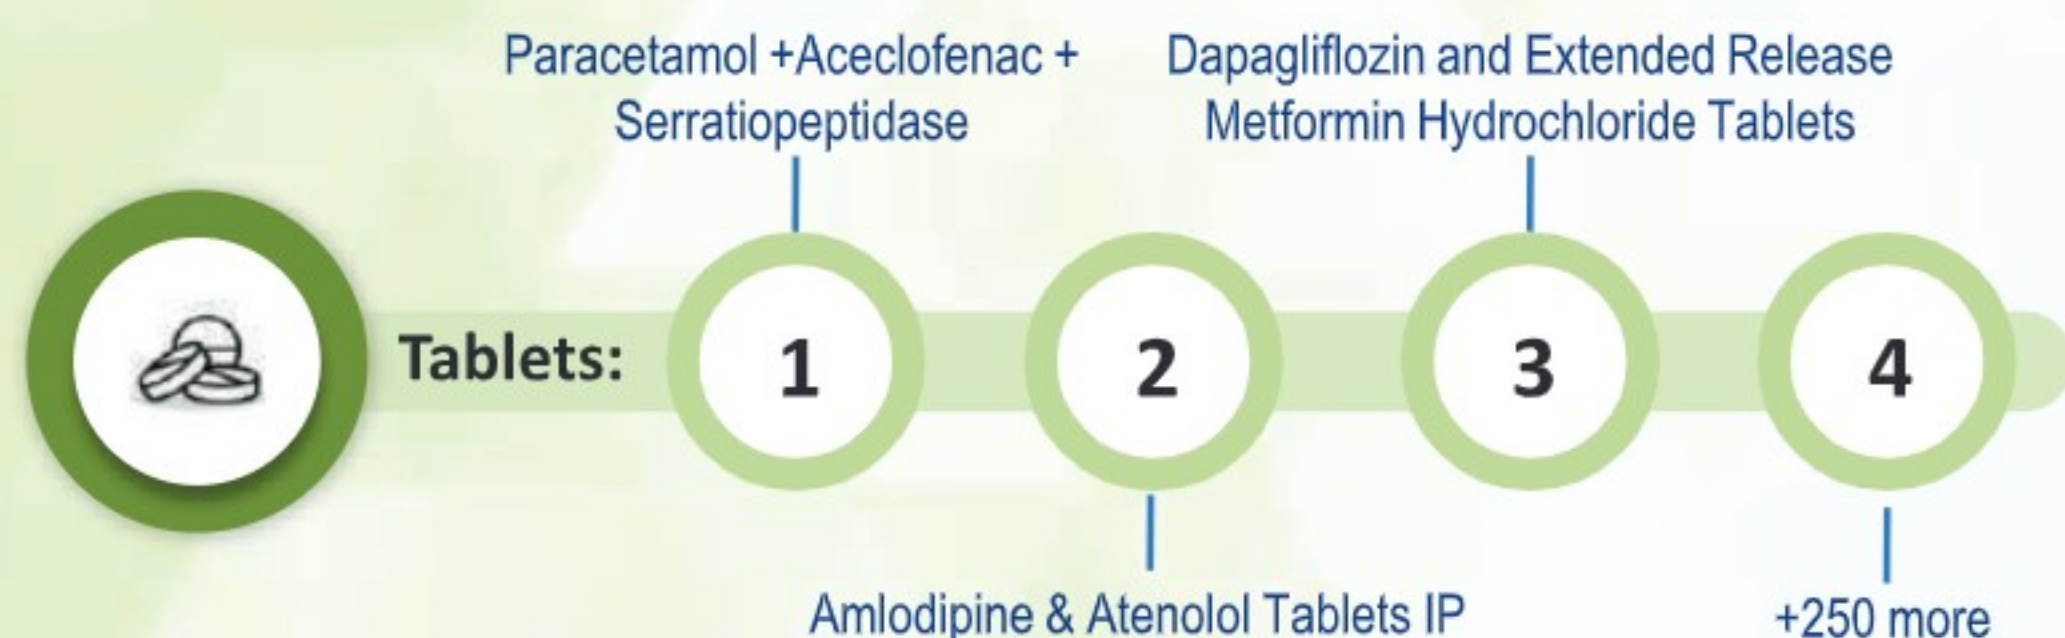 Paracetamol +Aceclofenac +
Serratiopeptidase
Dapagliflozin and Extended Release
Metformin Hydrochloride Tablets
Tablets:
1
2
3
4
Amlodipine & Atenolol Tablets IP
+250 more